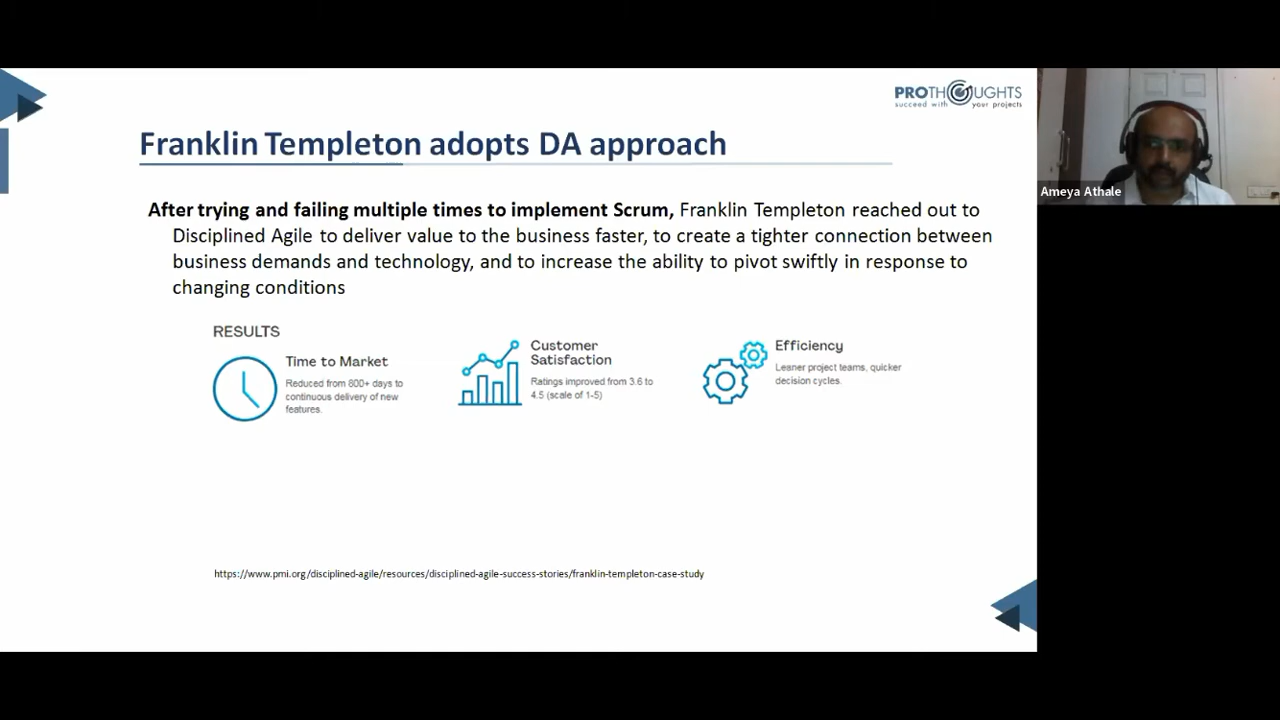 PROTHOUGHTS
succeed with your projects
Franklin Templeton adopts DA approach
Ameya Athale
After trying and failing multiple times to implement Scrum, Franklin Templeton reached out to
Disciplined Agile to deliver value to the business faster, to create a tighter connection between
business demands and technology, and to increase the ability to pivot swiftly in response to
changing conditions
RESULTS
Time to Market
Reduced from 800+ days to
continuous delivery of new
features.
Customer
Satisfaction
Ratings improved from 3.6 to
4.5 (scale of 1-5)
Efficiency
Leaner project teams, quicker
decision cycles.
https://www.pmi.org/disciplined-agile/resources/disciplined-agile-success-stories/franklin-templeton-case-study